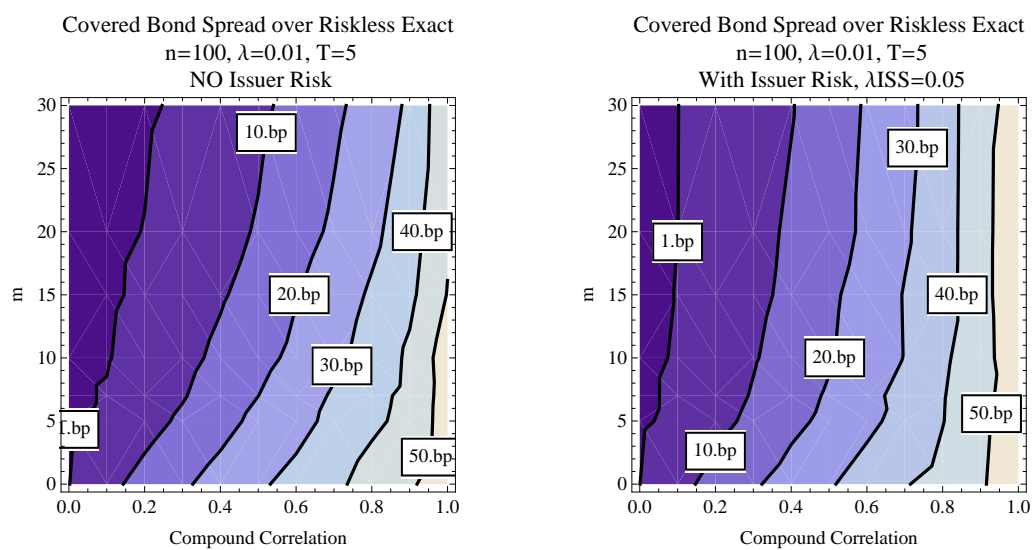 Covered Bond Spread over Riskless Exact
n=100, λ=0.01, T=5
NO Issuer Risk
30
20
15
10
5
0
m
10.bp
40.bp
20.bp
30.bp
1.bp
50.bp
0.0 0.2 0.4 0.6 0.8 1.0
Compound Correlation
Covered Bond Spread over Riskless Exact
n=100, λ=0.01, T=5
With Issuer Risk, λISS=0.05
30
20
15
10
5
0
m
30.bp
1.bp
40.bp
20.bp
50.bp
10.bp
0.0 0.2 0.4 0.6 0.8 1.0
Compound Correlation